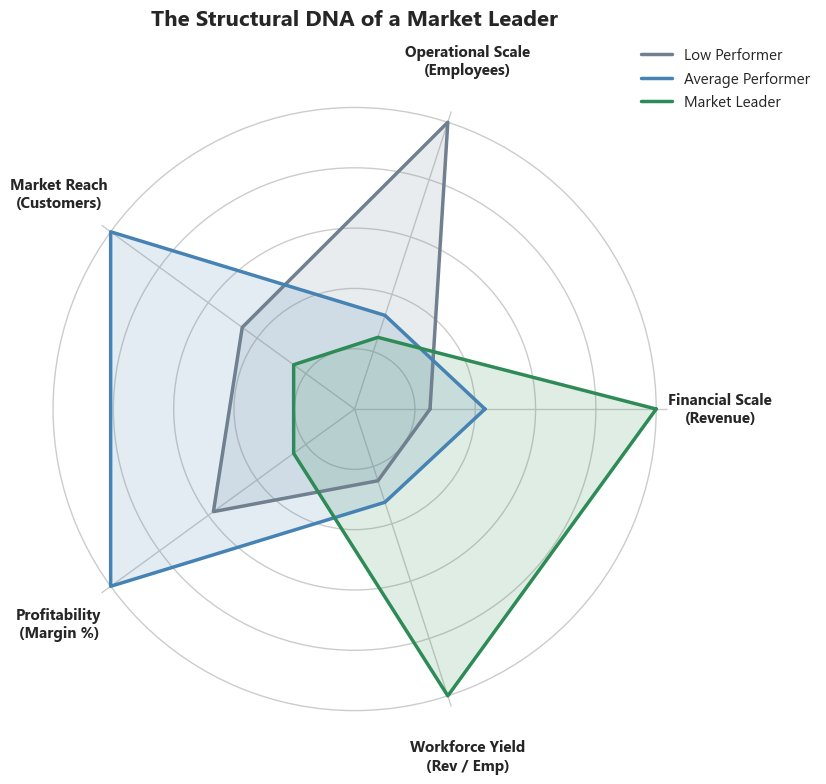 The Structural DNA of a Market Leader
Low Performer
Average Performer
Market Leader
Operational Scale
(Employees)
Market Reach
(Customers)
Financial Scale
(Revenue)
Profitability
(Margin %)
Workforce Yield
(Rev / Emp)